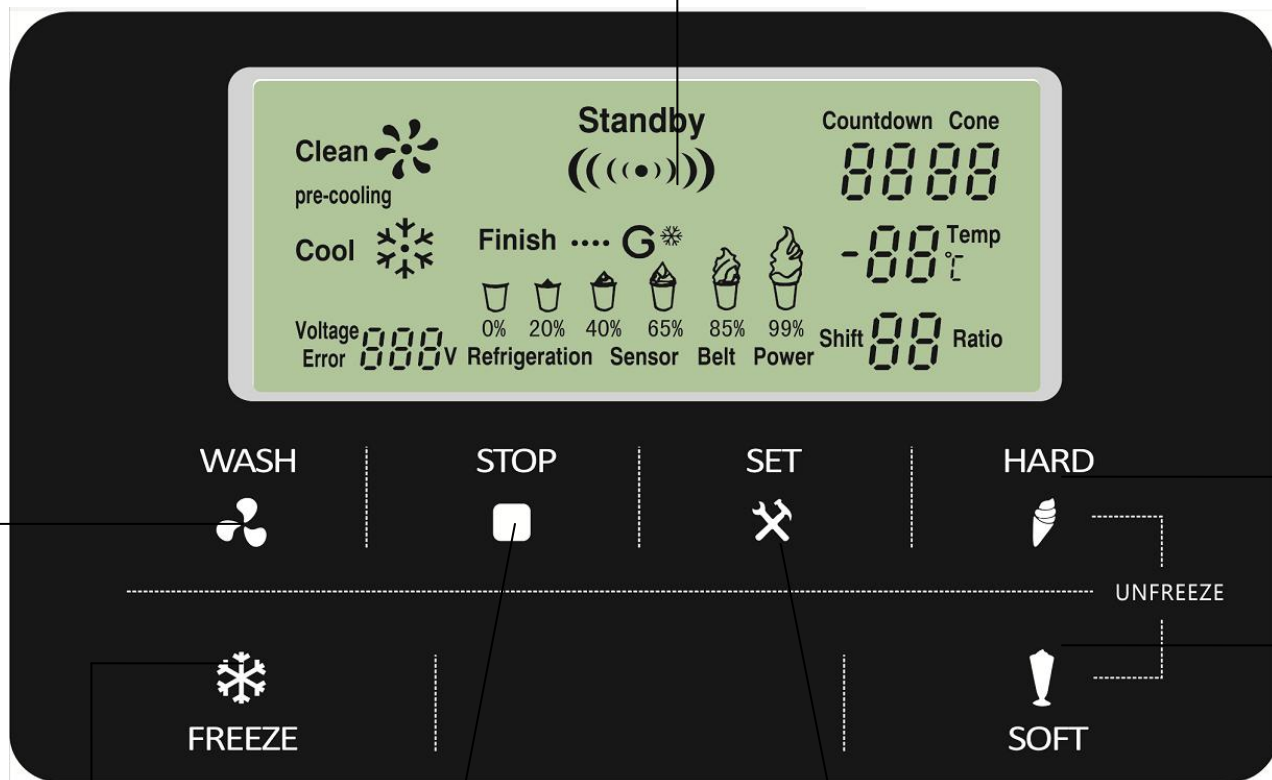 Standby
Countdown Cone
Clean
8888
pre-cooling
Cool
Finish .... G
-88 Temp
℃
0% 20% 40% 65% 85% 99%
Voltage
Error 888V
Refrigeration Sensor Belt Power
Shift 88 Ratio
WASH STOP SET HARD
UNFREEZE
FREEZE SOFT